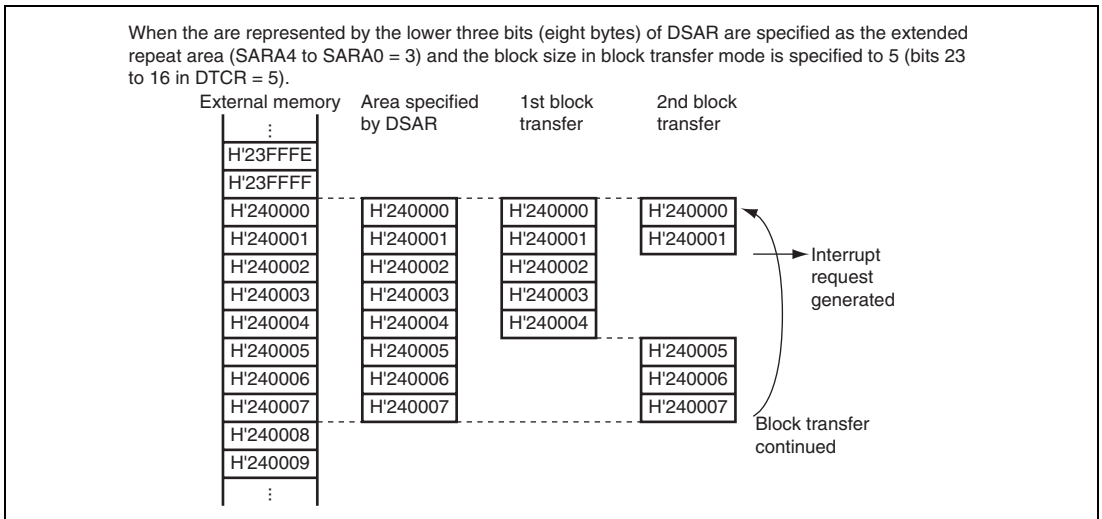 When the are represented by the lower three bits (eight bytes) of DSAR are specified as the extended
repeat area (SARA4 to SARA0 = 3) and the block size in block transfer mode is specified to 5 (bits 23
to 16 in DTCR = 5).
External memory
⋮
H'23FFFE
H'23FFFF
H'240000
H'240001
H'240002
H'240003
H'240004
H'240005
H'240006
H'240007
H'240008
H'240009
⋮
Area specified
by DSAR
H'240000
H'240001
H'240002
H'240003
H'240004
H'240005
H'240006
H'240007
1st block
transfer
H'240000
H'240001
H'240002
H'240003
H'240004
2nd block
transfer
H'240000
H'240001
H'240005
H'240006
H'240007
Interrupt
request
generated
Block transfer
continued